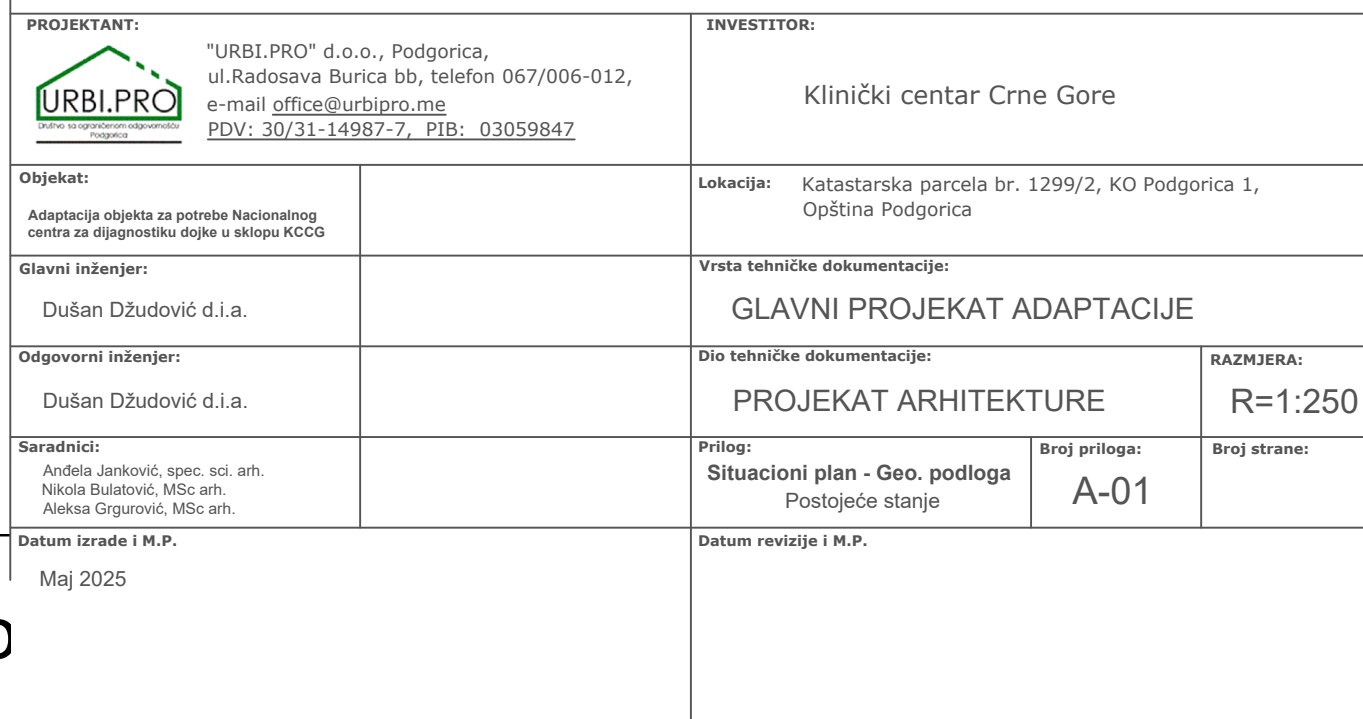 PROJEKTANT:
URBI.PRO
Društvo sa ograničenom odgovornošću
Podgorica
"URBI.PRO" d.o.o., Podgorica,
ul.Radosava Burica bb, telefon 067/006-012,
e-mail office@urbipro.me
PDV: 30/31-14987-7, PIB: 03059847
INVESTITOR:
Klinički centar Crne Gore
Objekat:
Adaptacija objekta za potrebe Nacionalnog
centra za dijagnostiku dojke u sklopu KCCG
Lokacija: Katastarska parcela br. 1299/2, KO Podgorica 1,
Opština Podgorica
Glavni inženjer:
Dušan Džudović d.i.a.
Vrsta tehničke dokumentacije:
GLAVNI PROJEKAT ADAPTACIJE
Odgovorni inženjer:
Dušan Džudović d.i.a.
Dio tehničke dokumentacije:
PROJEKAT ARHITEKTURE
RAZMJERA:
R=1:250
Saradnici:
Anđela Janković, spec. sci. arh.
Nikola Bulatović, MSc arh.
Aleksa Grgurović, MSc arh.
Prilog:
Situacioni plan - Geo. podloga
Postojeće stanje
Broj priloga:
A-01
Broj strane:
Datum izrade i M.P.
Maj 2025
Datum revizije i M.P.